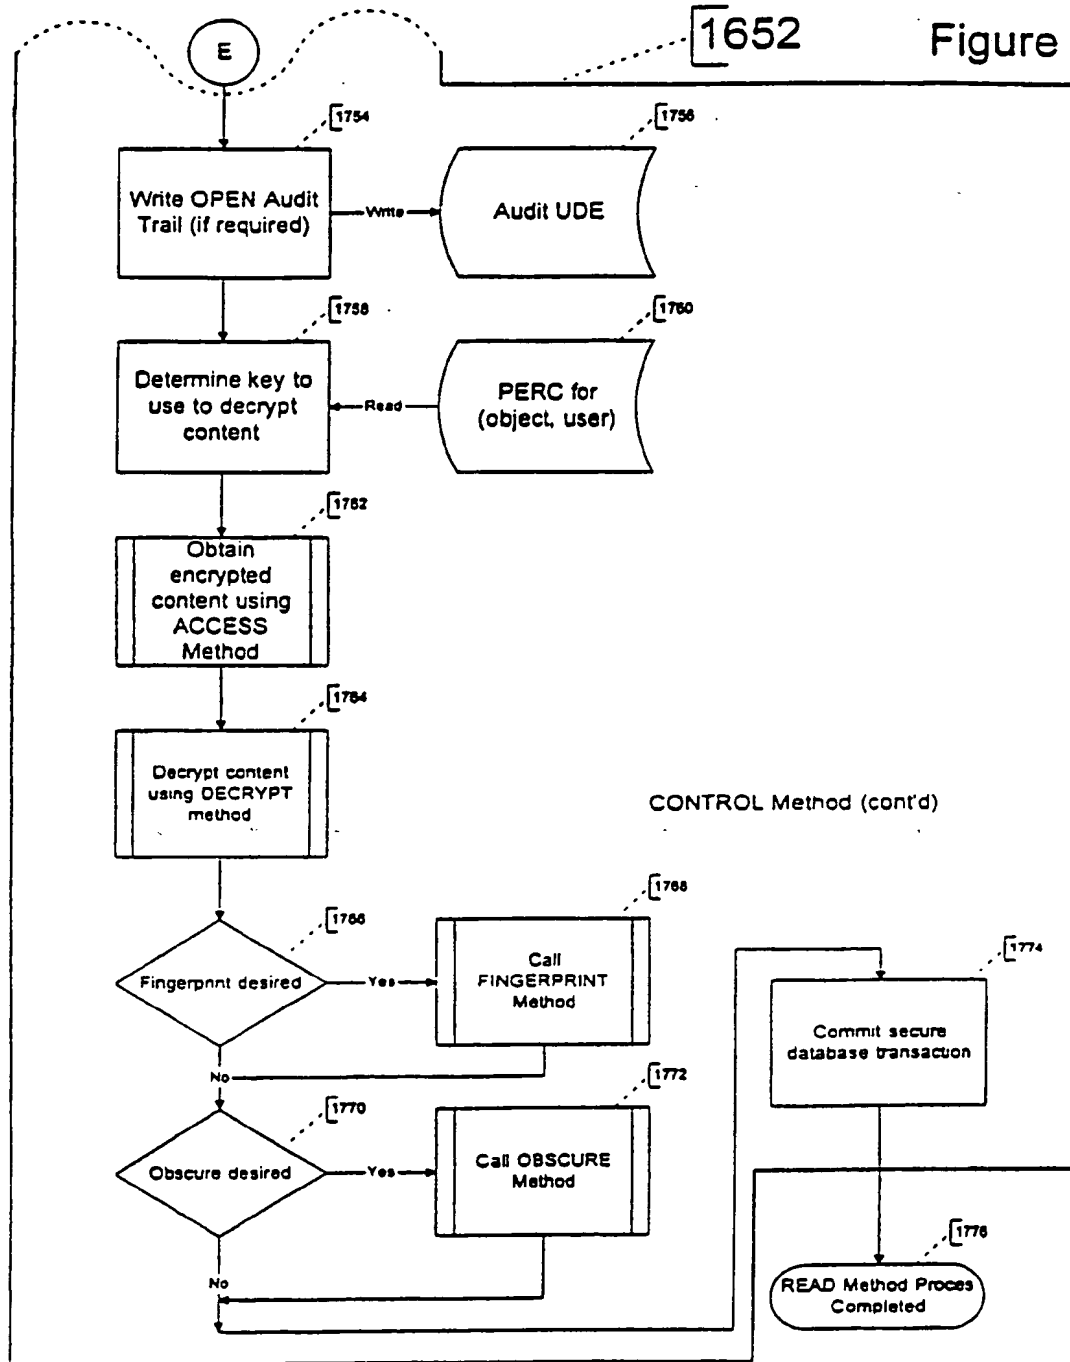 1652
Figure
E
1754
Write OPEN Audit
Trail (if required)
Write
1756
Audit UDE
1758
Determine key to
use to decrypt
content
Read
1760
PERC for
(object, user)
1762
Obtain
encrypted
content using
ACCESS
Method
1764
Decrypt content
using DECRYPT
method
CONTROL Method (cont'd)
1766
Fingerprint desired
Yes
1768
Call
FINGERPRINT
Method
No
1770
Obscure desired
Yes
1772
Call OBSCURE
Method
No
1774
Commit secure
database transaction
1776
READ Method Proces
Completed